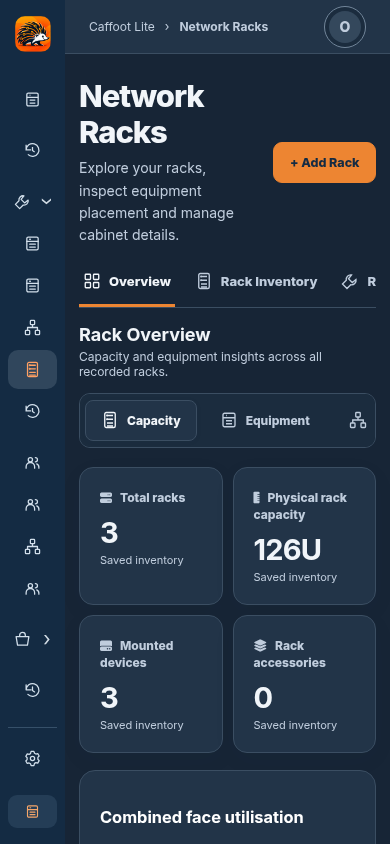 Caffoot Lite › Network Racks
O
Network
Racks
Explore your racks,
inspect equipment
placement and manage
cabinet details.
+ Add Rack
Overview Rack Inventory R
Rack Overview
Capacity and equipment insights across all
recorded racks.
Capacity Equipment
Total racks
3
Saved inventory
Physical rack
capacity
126U
Saved inventory
Mounted
devices
3
Saved inventory
Rack
accessories
0
Saved inventory
Combined face utilisation